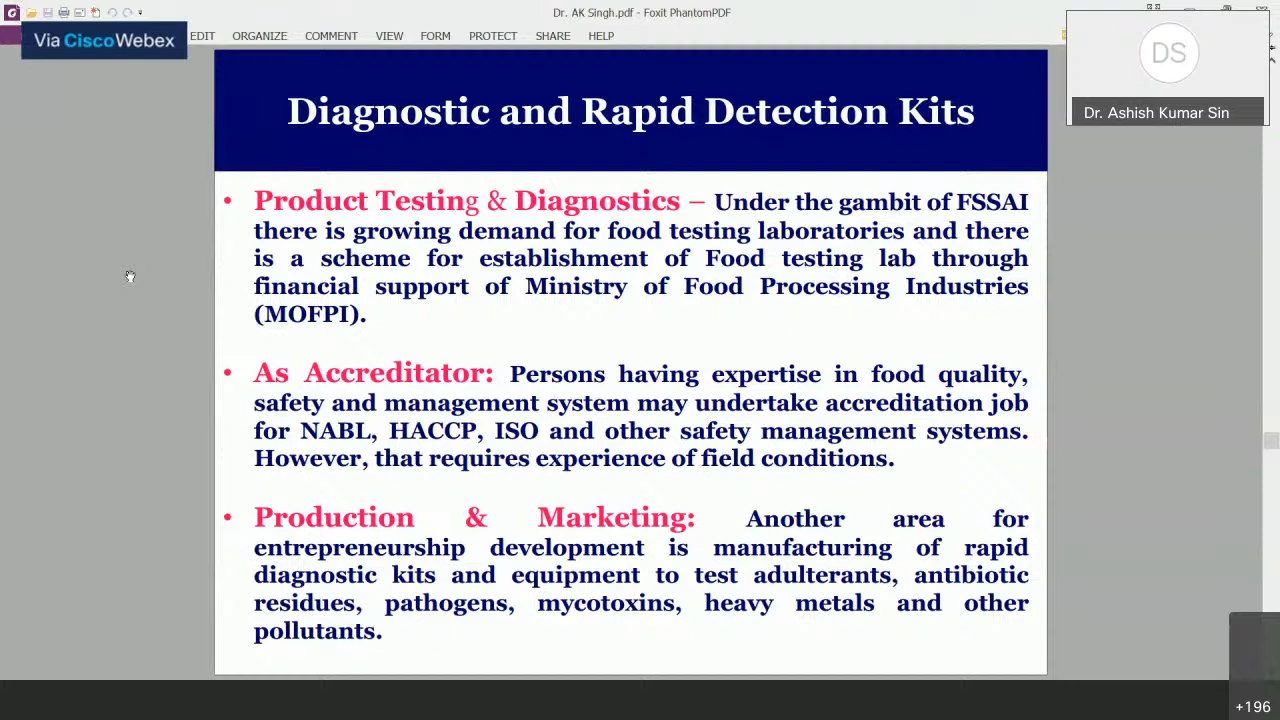 Dr. AK Singh.pdf - Foxit PhantomPDF
Via CiscoWebex
EDIT ORGANIZE COMMENT VIEW FORM PROTECT SHARE HELP
DS
Dr. Ashish Kumar Sin
Diagnostic and Rapid Detection Kits
• Product Testing & Diagnostics – Under the gambit of FSSAI
there is growing demand for food testing laboratories and there
is a scheme for establishment of Food testing lab through
financial support of Ministry of Food Processing Industries
(MOFPI).
• As Accreditator: Persons having expertise in food quality,
safety and management system may undertake accreditation job
for NABL, HACCP, ISO and other safety management systems.
However, that requires experience of field conditions.
• Production & Marketing: Another area for
entrepreneurship development is manufacturing of rapid
diagnostic kits and equipment to test adulterants, antibiotic
residues, pathogens, mycotoxins, heavy metals and other
pollutants.
+196